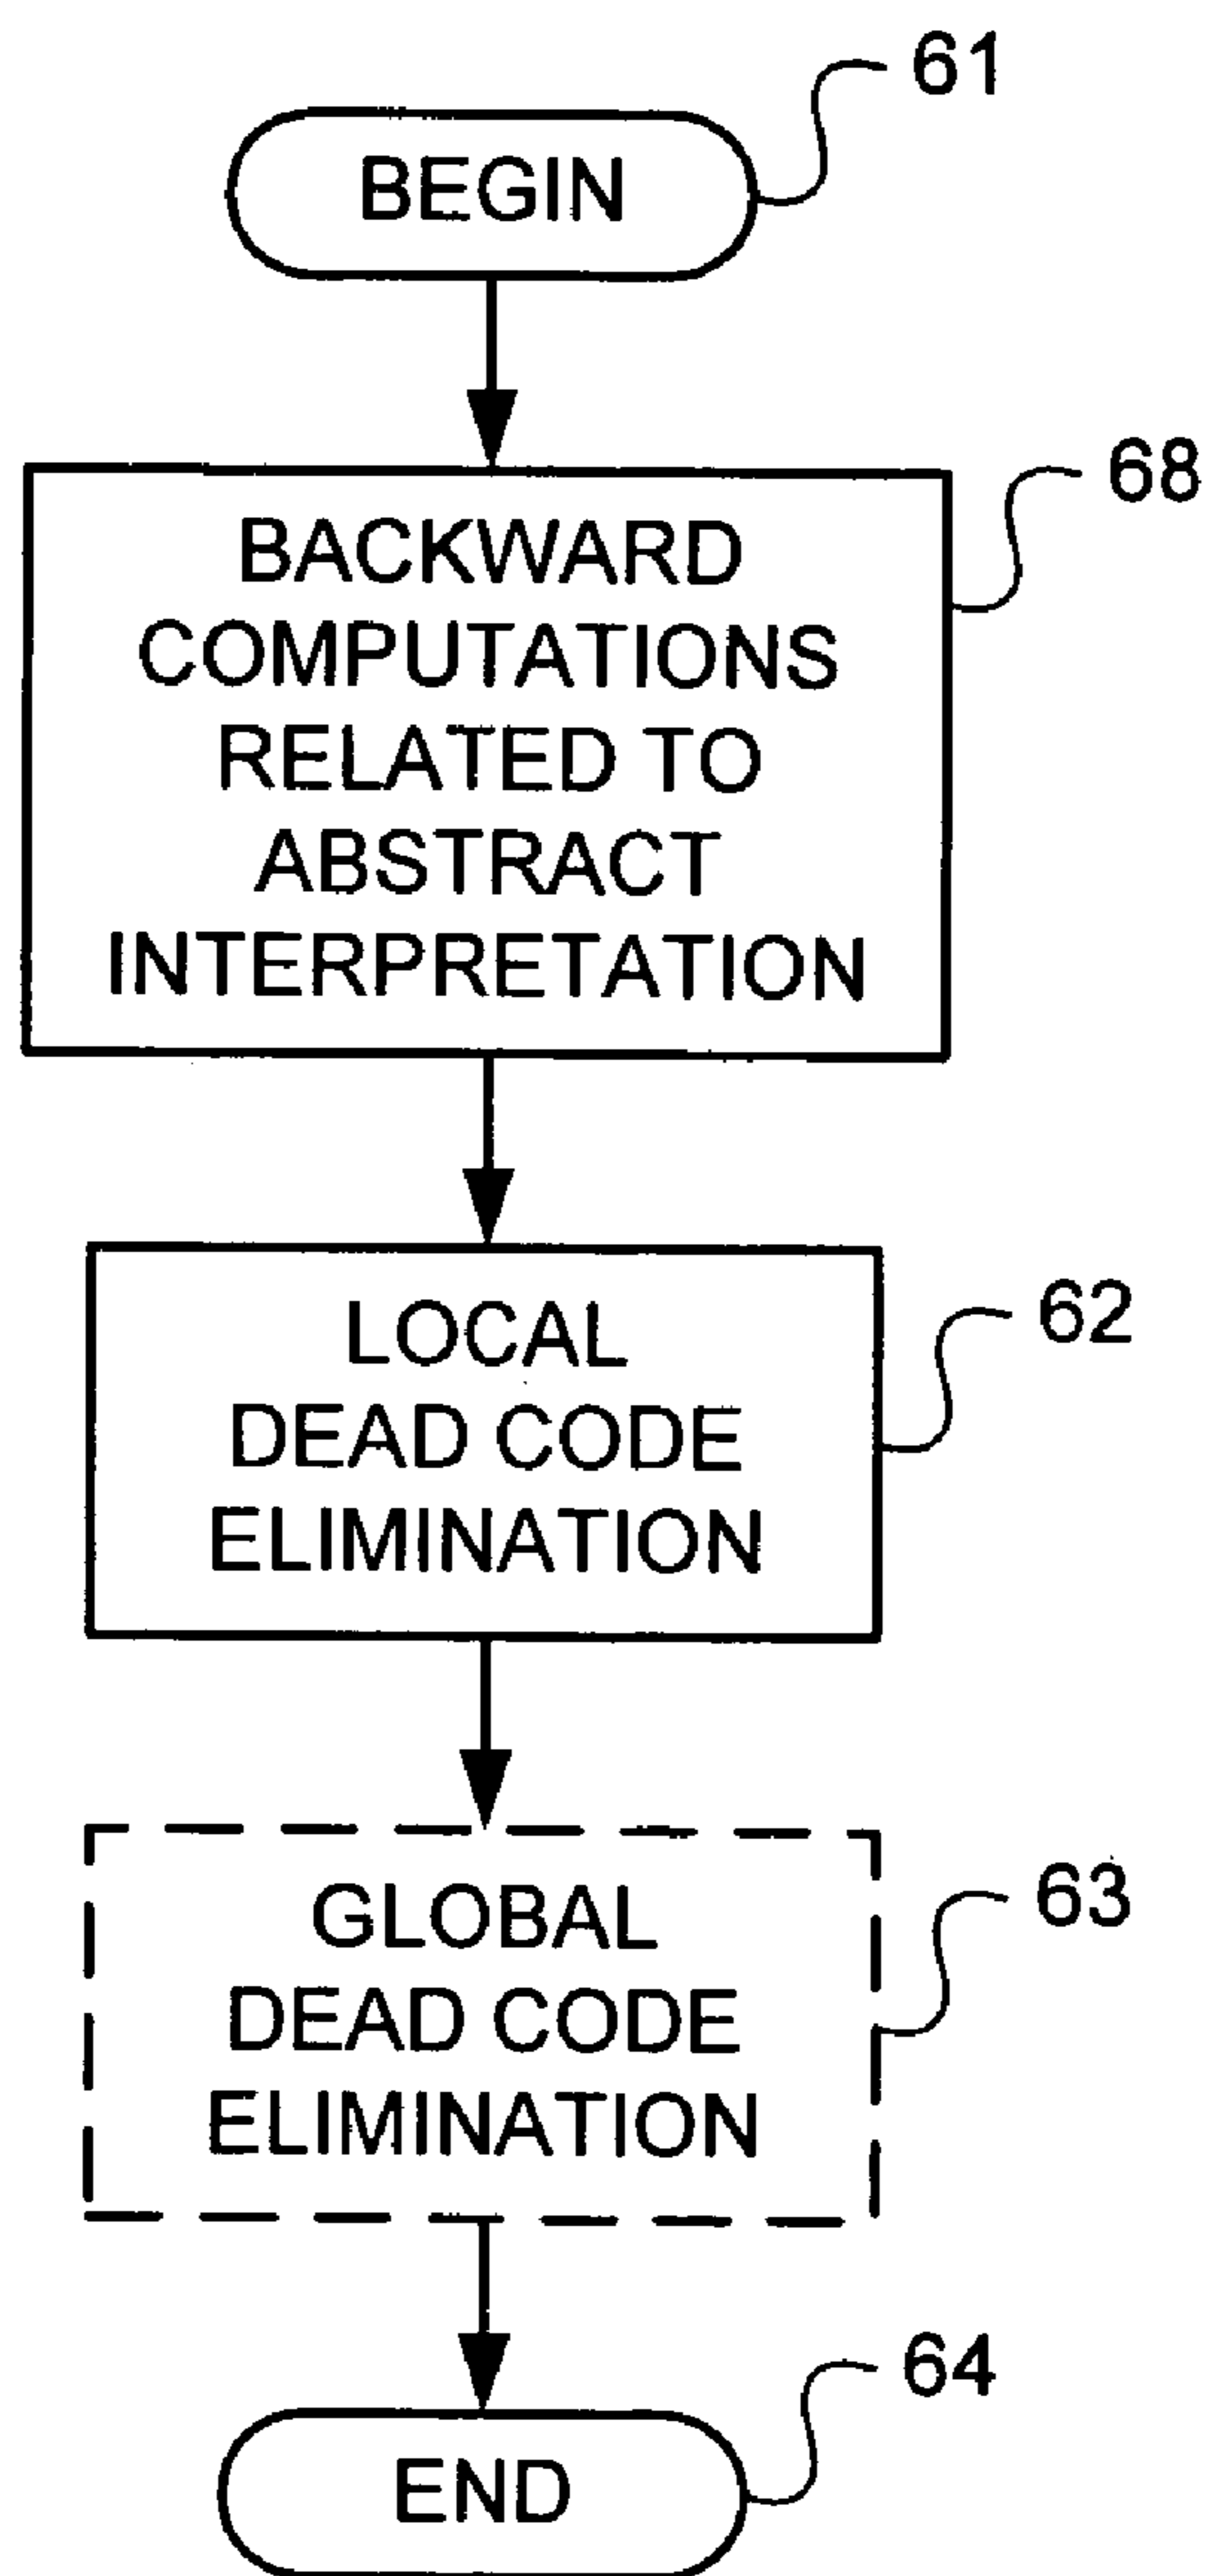 61
BEGIN
68
BACKWARD
COMPUTATIONS
RELATED TO
ABSTRACT
INTERPRETATION
62
LOCAL
DEAD CODE
ELIMINATION
63
GLOBAL
DEAD CODE
ELIMINATION
64
END